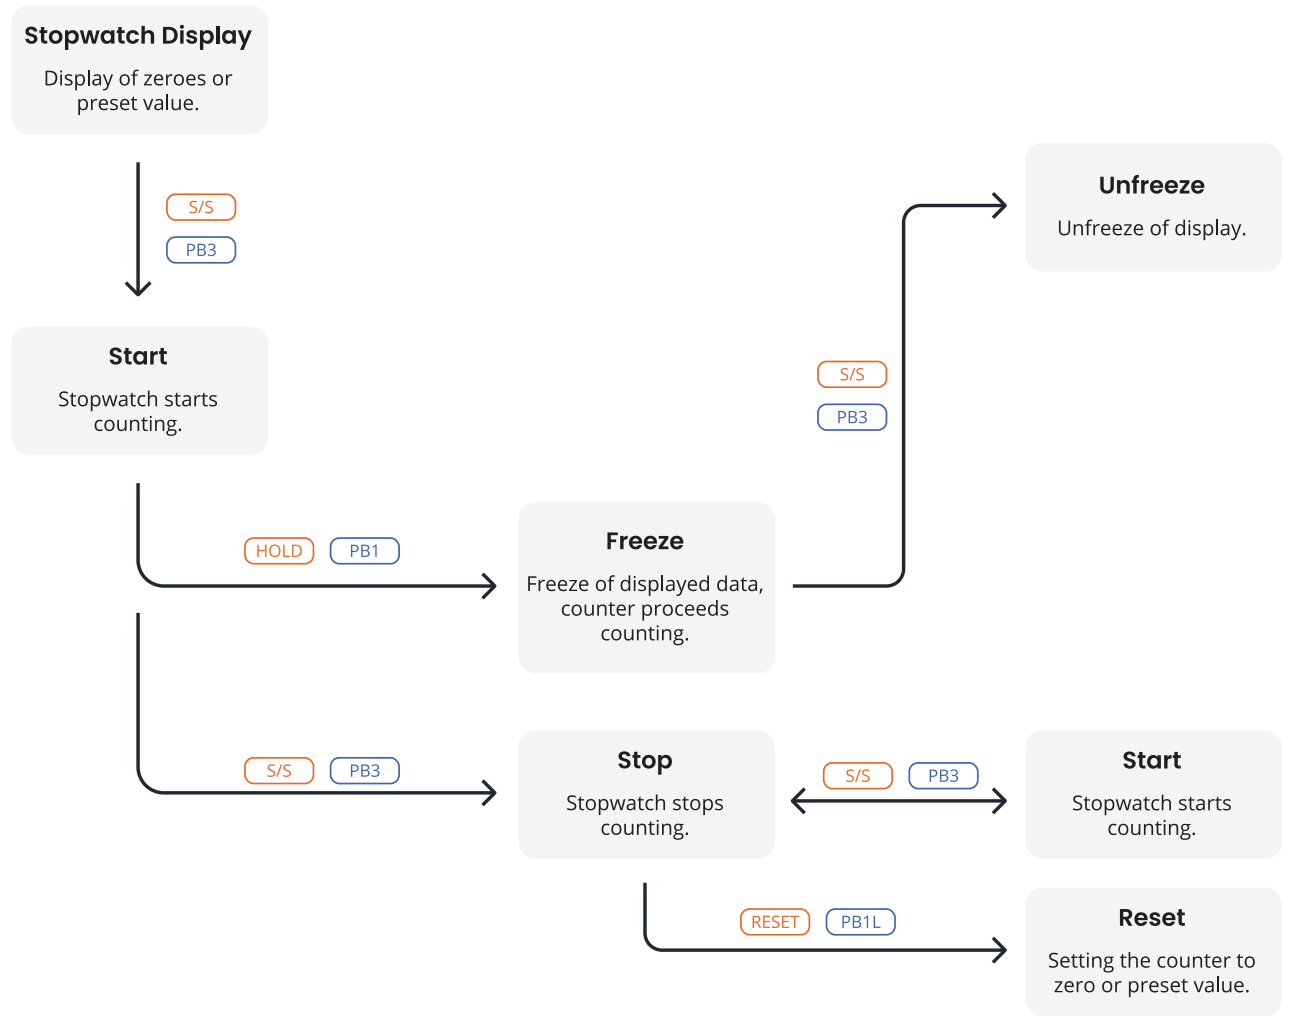 Stopwatch Display
Display of zeroes or
preset value.
S/S
PB3
Start
Stopwatch starts
counting.
HOLD PB1
Freeze
Freeze of displayed data,
counter proceeds
counting.
S/S
PB3
Unfreeze
Unfreeze of display.
S/S PB3
Stop
Stopwatch stops
counting.
S/S PB3
Start
Stopwatch starts
counting.
RESET PB1L
Reset
Setting the counter to
zero or preset value.